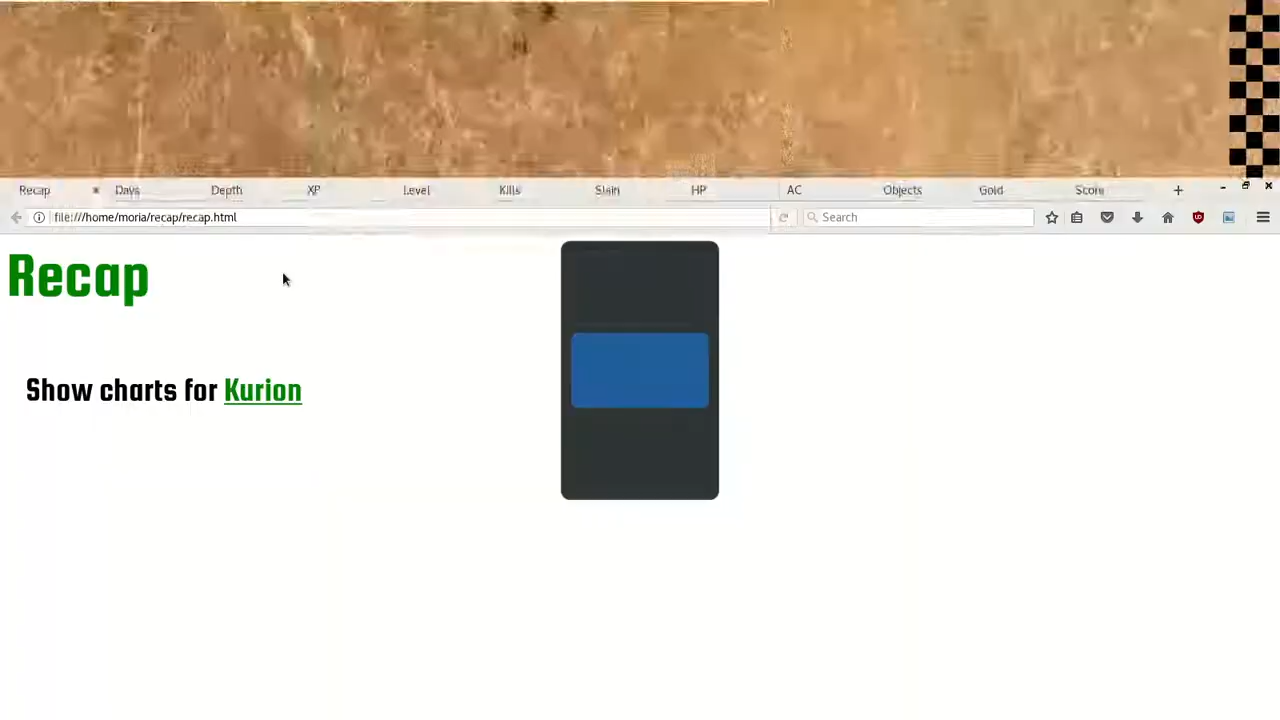 Recap Days Depth XP Level Kills Slain HP AC Objects Gold Score
file:///home/moria/recap/recap.html Search
Recap
Show charts for Kurion